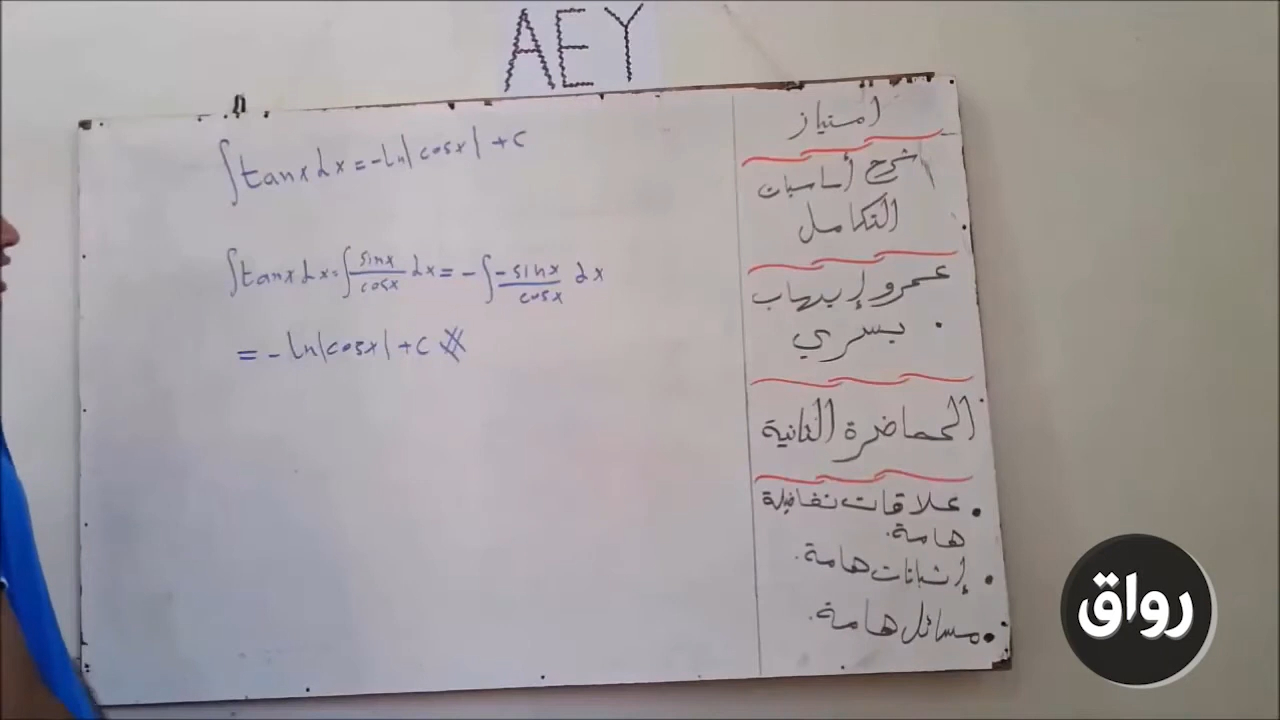 AEY
∫tanx dx = -ln|cosx| + c
∫tanx dx = ∫ sinx/cosx dx = -∫ -sinx/cosx dx
= -ln|cosx| + c #
امتياز
شرح أساسيات
التكامل
عمرو إيهاب
يسري
المحاضرة الثانية
• علاقات تفاضلية
هامة.
• إثباتات هامة.
• مسائل هامة.
رواق